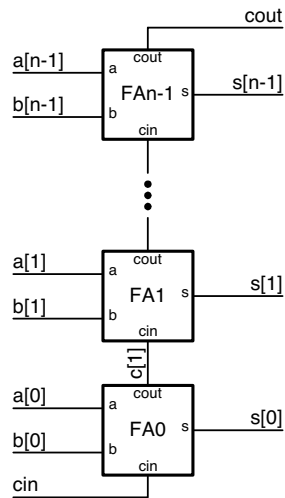 cout
a[n-1]
cout
a
FAn-1
s
s[n-1]
b[n-1]
b
cin
a[1]
cout
a
FA1
s
s[1]
b[1]
b
cin
c[1]
a[0]
cout
a
FA0
s
s[0]
b[0]
b
cin
cin